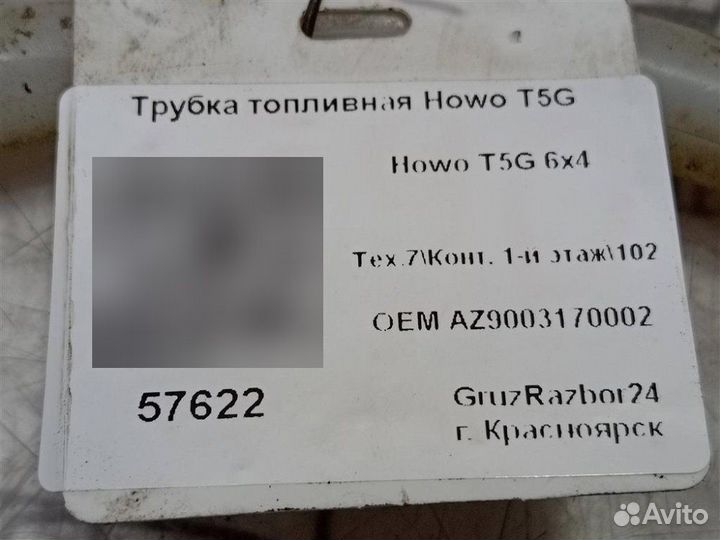 Трубка топливная Howo T5G
Howo T5G 6x4
Тех.7\Конт. 1-й этаж\102
OEM AZ9003170002
57622
GruzRazbor24
г. Красноярск
Avito